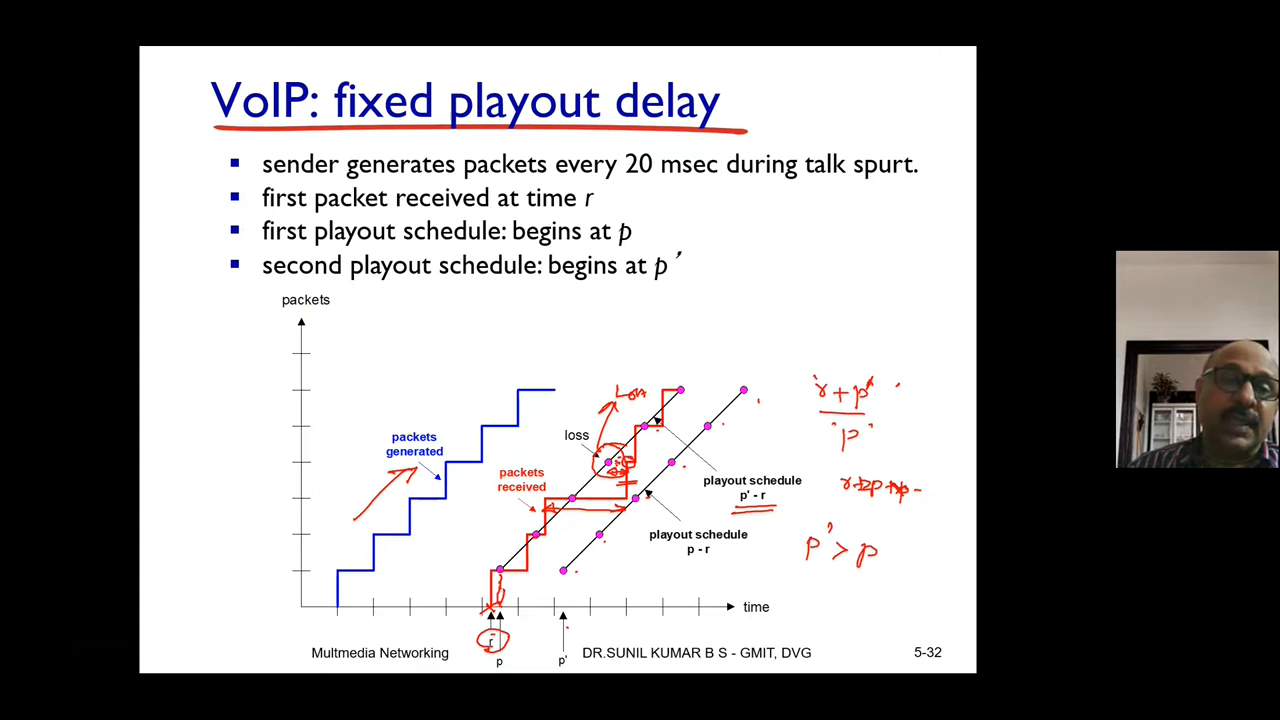 VoIP: fixed playout delay
▪ sender generates packets every 20 msec during talk spurt.
▪ first packet received at time r
▪ first playout schedule: begins at p
▪ second playout schedule: begins at p’
packets
Loss
r + p
p
loss
packets
generated
packets
received
playout schedule
p' - r
playout schedule
p - r
p' > p
time
r
p
p'
Multmedia Networking
DR.SUNIL KUMAR B S - GMIT, DVG
5-32